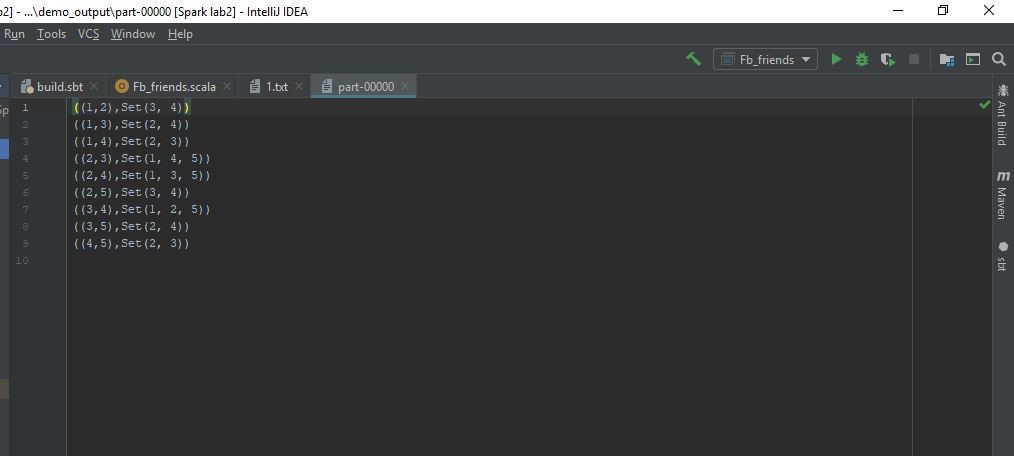 2] - ...\demo_output\part-00000 [Spark lab2] - IntelliJ IDEA
Run Tools VCS Window Help
Fb_friends
build.sbt Fb_friends.scala 1.txt part-00000
1 ((1,2),Set(3, 4))
2 ((1,3),Set(2, 4))
3 ((1,4),Set(2, 3))
4 ((2,3),Set(1, 4, 5))
5 ((2,4),Set(1, 3, 5))
6 ((2,5),Set(3, 4))
7 ((3,4),Set(1, 2, 5))
8 ((3,5),Set(2, 4))
9 ((4,5),Set(2, 3))
10
Ant Build
Maven
sbt